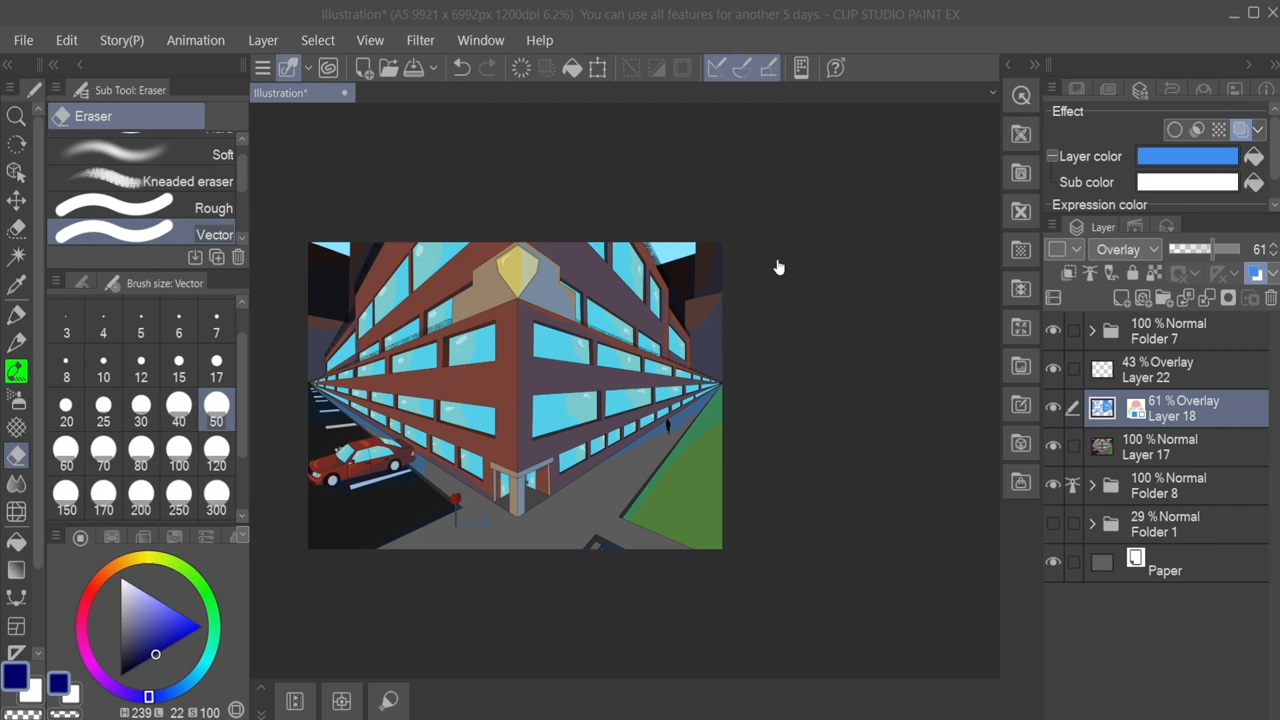 Illustration* (A5 9921 x 6992px 1200dpi 6.2%) You can use all features for another 5 days. - CLIP STUDIO PAINT EX
File Edit Story(P) Animation Layer Select View Filter Window Help
Sub Tool: Eraser
Illustration*
Eraser
Soft
Kneaded eraser
Rough
Vector
Brush size: Vector
3 4 5 6 7
8 10 12 15 17
20 25 30 40 50
60 70 80 100 120
150 170 200 250 300
H 239 L 22 S 100
Effect
Layer color
Sub color
Expression color
Layer
Overlay 61
100 % Normal
Folder 7
43 % Overlay
Layer 22
61 % Overlay
Layer 18
100 % Normal
Layer 17
100 % Normal
Folder 8
29 % Normal
Folder 1
Paper